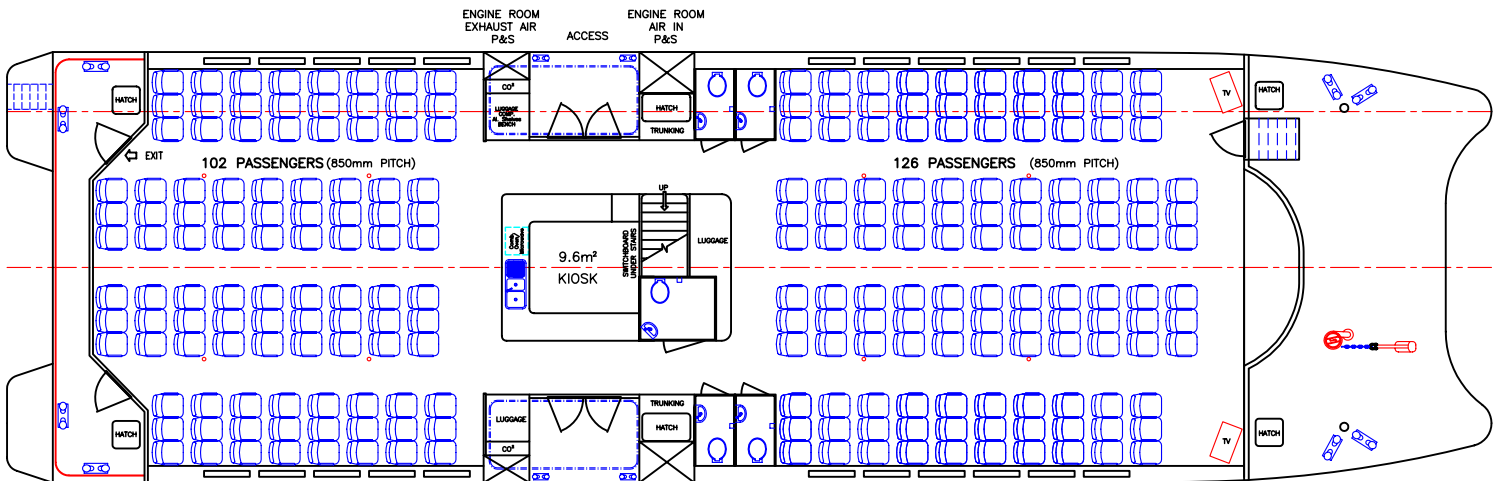 ENGINE ROOM
EXHAUST AIR
P&S
ACCESS
ENGINE ROOM
AIR IN
P&S
HATCH
CO²
LUGGAGE
COMP.
BENCH
HATCH
TRUNKING
TV
HATCH
EXIT
102 PASSENGERS (850mm PITCH)
126 PASSENGERS (850mm PITCH)
UP
LUGGAGE
SWITCHBOARD
UNDER STAIRS
9.6m²
KIOSK
LUGGAGE
CO²
TRUNKING
HATCH
HATCH
TV
HATCH